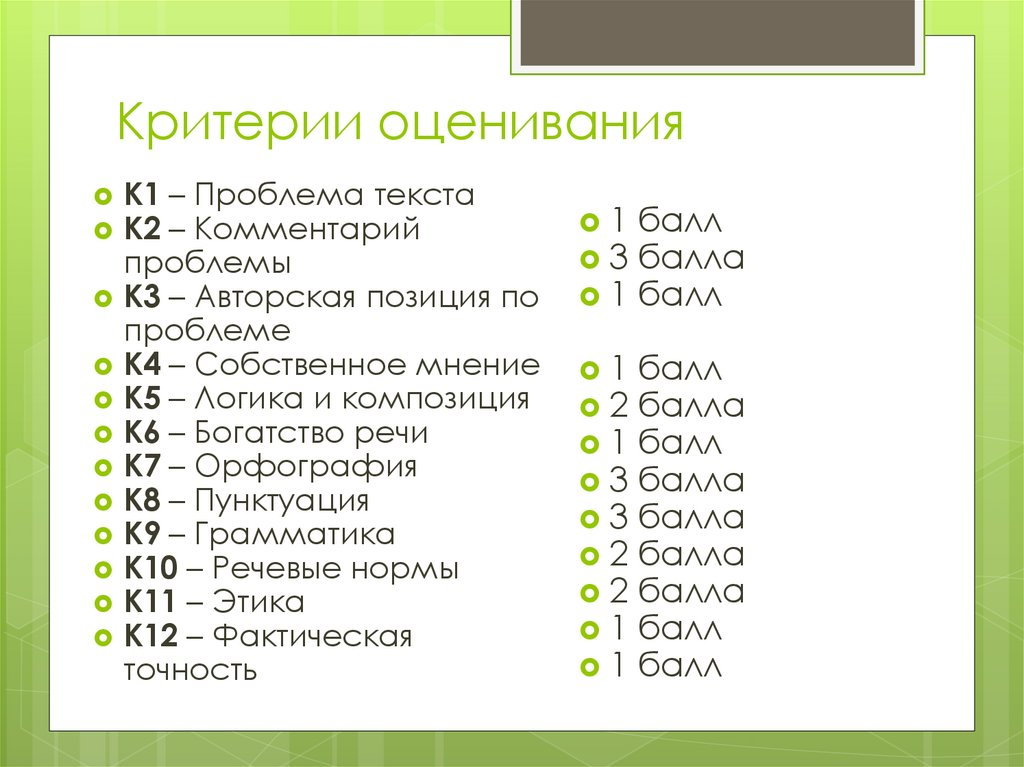 Критерии оценивания
К1 – Проблема текста
К2 – Комментарий
проблемы
К3 – Авторская позиция по
проблеме
К4 – Собственное мнение
К5 – Логика и композиция
К6 – Богатство речи
К7 – Орфография
К8 – Пунктуация
К9 – Грамматика
К10 – Речевые нормы
К11 – Этика
К12 – Фактическая
точность
1 балл
3 балла
1 балл
1 балл
2 балла
1 балл
3 балла
3 балла
2 балла
2 балла
1 балл
1 балл